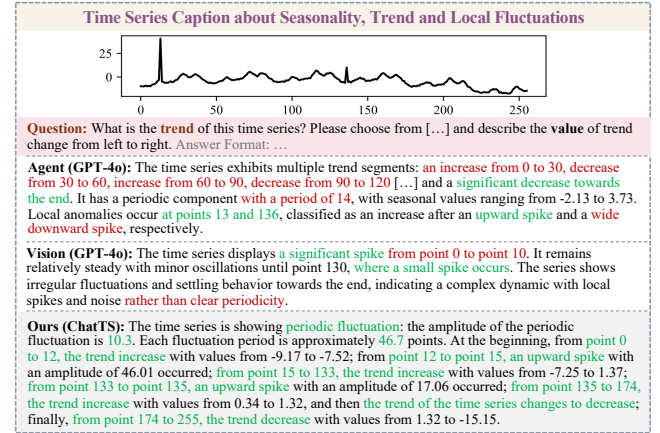 Time Series Caption about Seasonality, Trend and Local Fluctuations
25
0
0 50 100 150 200 250
Question: What is the trend of this time series? Please choose from […] and describe the value of trend
change from left to right. Answer Format: …
Agent (GPT-4o): The time series exhibits multiple trend segments: an increase from 0 to 30, decrease
from 30 to 60, increase from 60 to 90, decrease from 90 to 120 […] and a significant decrease towards
the end. It has a periodic component with a period of 14, with seasonal values ranging from -2.13 to 3.73.
Local anomalies occur at points 13 and 136, classified as an increase after an upward spike and a wide
downward spike, respectively.
Vision (GPT-4o): The time series displays a significant spike from point 0 to point 10. It remains
relatively steady with minor oscillations until point 130, where a small spike occurs. The series shows
irregular fluctuations and settling behavior towards the end, indicating a complex dynamic with local
spikes and noise rather than clear periodicity.
Ours (ChatTS): The time series is showing periodic fluctuation: the amplitude of the periodic
fluctuation is 10.3. Each fluctuation period is approximately 46.7 points. At the beginning, from point 0
to 12, the trend increase with values from -9.17 to -7.52; from point 12 to point 15, an upward spike with
an amplitude of 46.01 occurred; from point 15 to 133, the trend increase with values from -7.25 to 1.37;
from point 133 to point 135, an upward spike with an amplitude of 17.06 occurred; from point 135 to 174,
the trend increase with values from 0.34 to 1.32, and then the trend of the time series changes to decrease;
finally, from point 174 to 255, the trend decrease with values from 1.32 to -15.15.